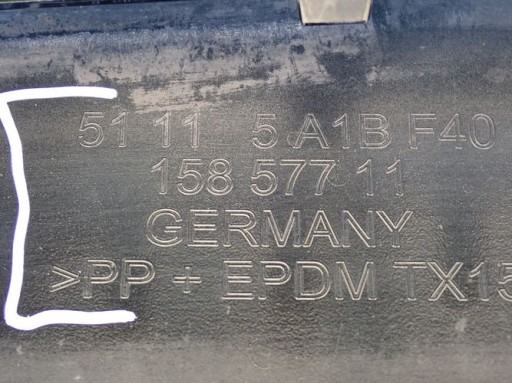 51 11 5 A1B F40
158 577 11
GERMANY
>PP + EPDM TX15